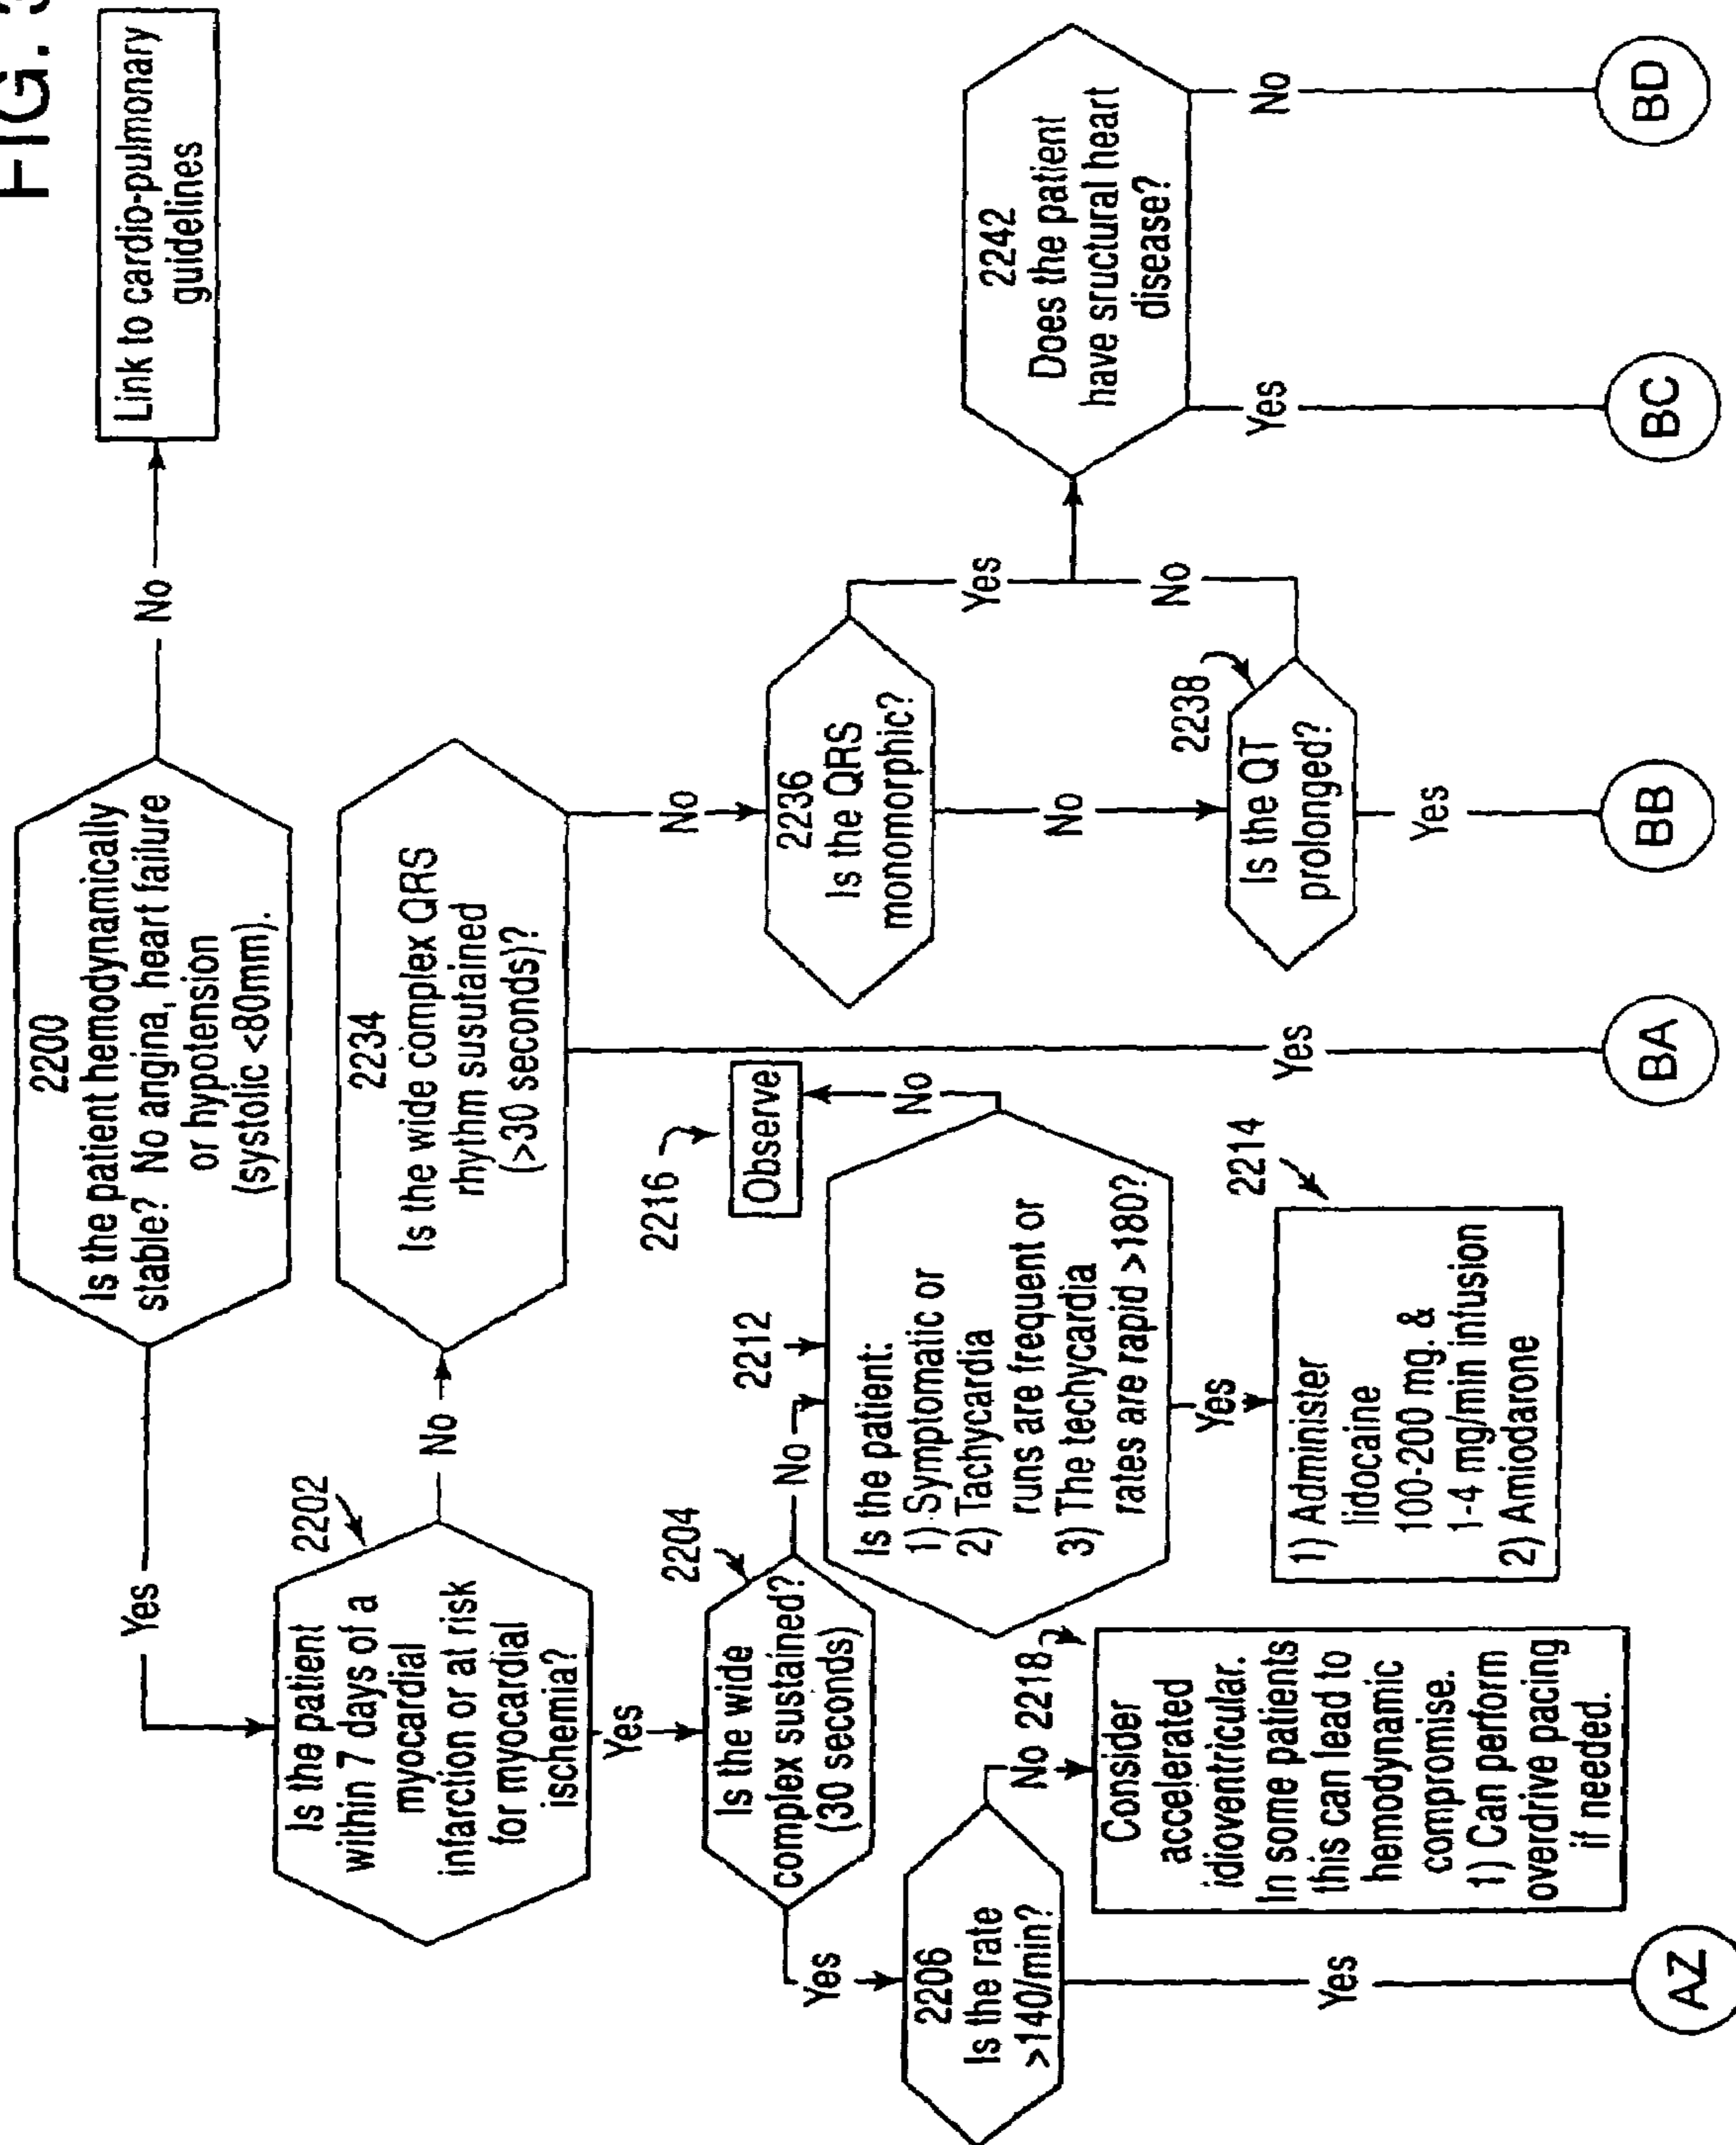 FIG. 3
2200
Is the patient hemodynamically
stable? No angina, heart failure
or hypotension
(systolic <80mm).
No
Link to cardio-pulmonary
guidelines
Yes
2202
Is the patient
within 7 days of a
myocardial
infarction or at risk
for myocardial
ischemia?
No
2234
Is the wide complex QRS
rhythm susutained
(>30 seconds)?
Yes
2204
Is the wide
complex sustained?
(30 seconds)
No
2212
Is the patient:
1) Symptomatic or
2) Tachycardia
runs are frequent or
3) The techycardia
rates are rapid >180?
No
2216
Observe
Yes
2214
1) Administer
lidocaine
100-200 mg. &
1-4 mg/min infusion
2) Amiodarone
Yes
2206
Is the rate
>140/min?
No 2218
Consider
accelerated
idioventricular.
In some patients
this can lead to
hemodynamic
compromise.
1) Can perform
overdrive pacing
if needed.
Yes
AZ
Yes
BA
No
2236
Is the QRS
monomorphic?
Yes
No
2238
Is the QT
prolonged?
No
Yes
BB
2242
Does the patient
have sructural heart
disease?
Yes
BC
No
BD